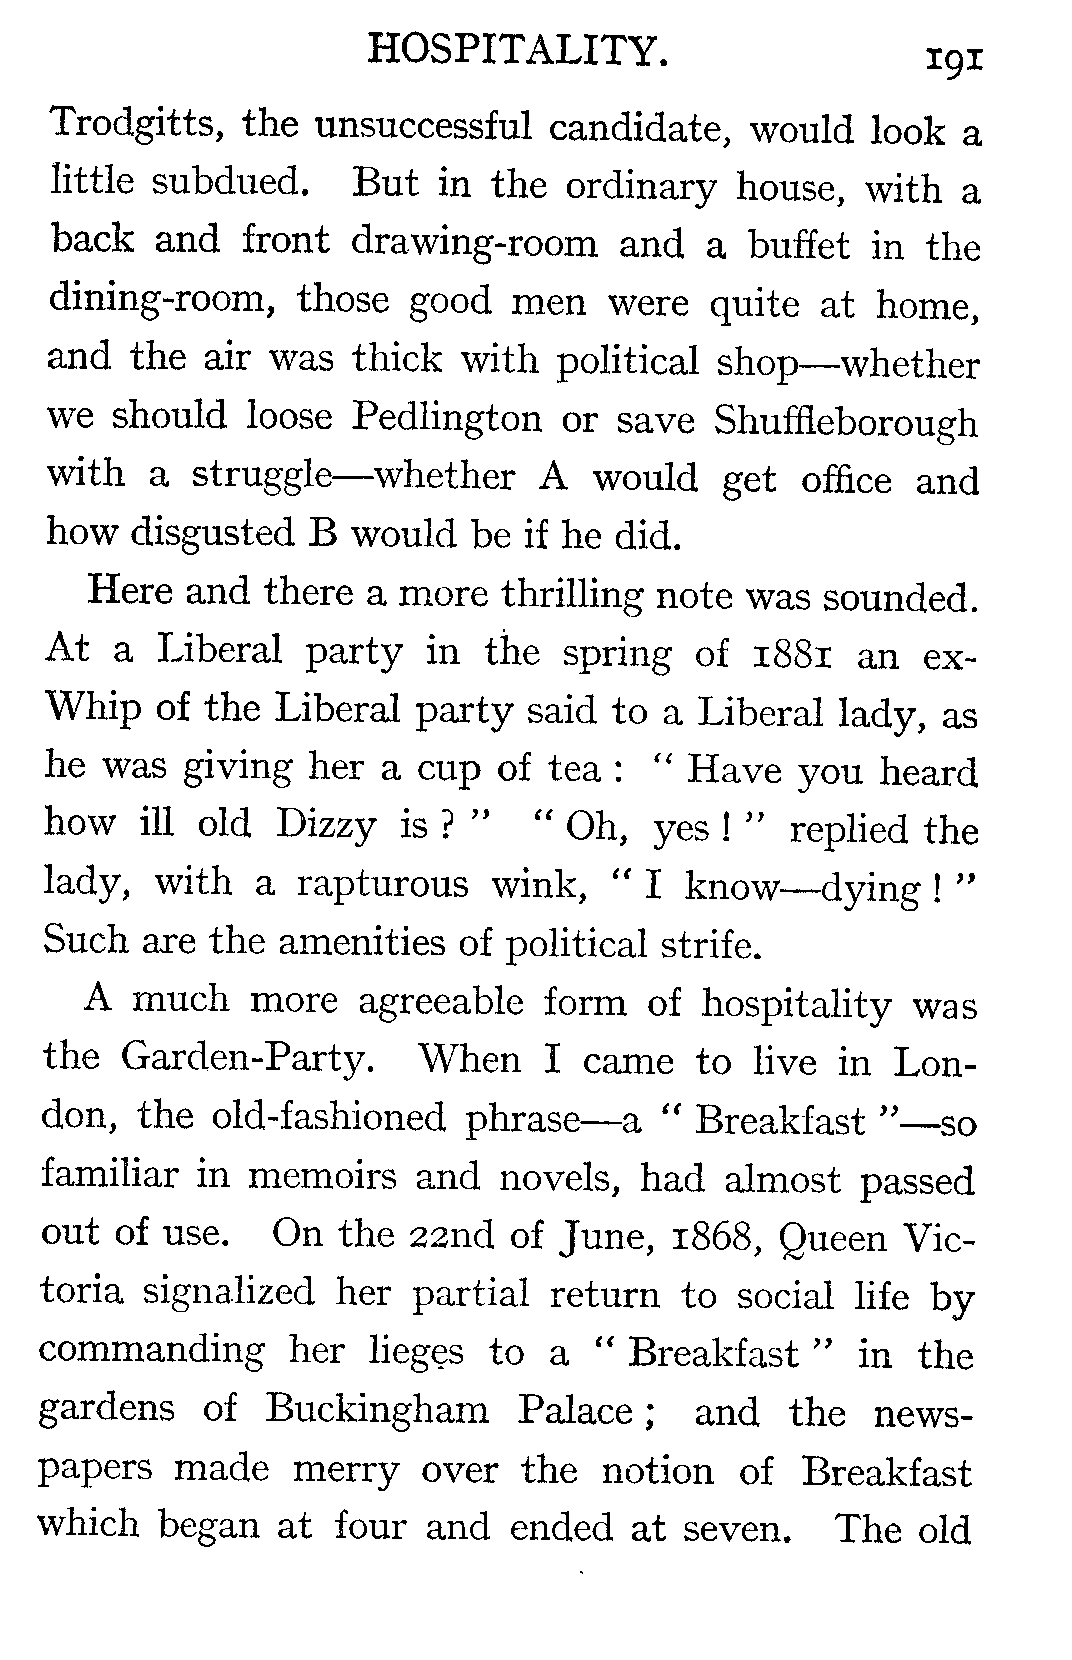 HOSPITALITY. 191
Trodgitts, the unsuccessful candidate, would look a
little subdued. But in the ordinary house, with a
back and front drawing-room and a buffet in the
dining-room, those good men were quite at home,
and the air was thick with political shop—whether
we should loose Pedlington or save Shuffleborough
with a struggle—whether A would get office and
how disgusted B would be if he did.
Here and there a more thrilling note was sounded.
At a Liberal party in the spring of 1881 an ex-
Whip of the Liberal party said to a Liberal lady, as
he was giving her a cup of tea : “ Have you heard
how ill old Dizzy is ? ” “ Oh, yes ! ” replied the
lady, with a rapturous wink, “ I know—dying ! ”
Such are the amenities of political strife.
A much more agreeable form of hospitality was
the Garden-Party. When I came to live in Lon-
don, the old-fashioned phrase—a “ Breakfast ”—so
familiar in memoirs and novels, had almost passed
out of use. On the 22nd of June, 1868, Queen Vic-
toria signalized her partial return to social life by
commanding her lieges to a “ Breakfast ” in the
gardens of Buckingham Palace ; and the news-
papers made merry over the notion of Breakfast
which began at four and ended at seven. The old